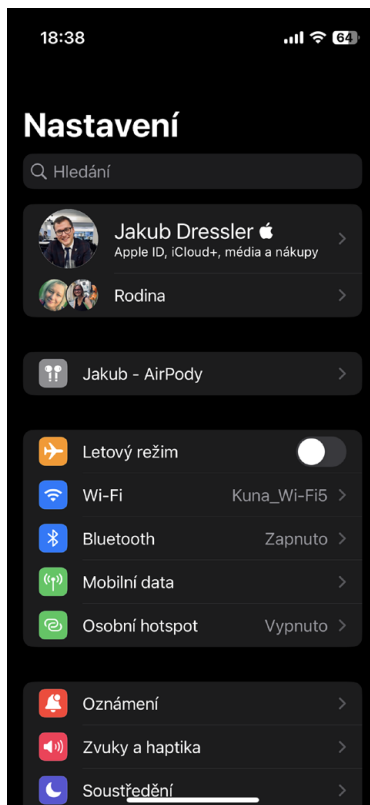 18:38
64
Nastavení
Hledání
Jakub Dressler
Apple ID, iCloud+, média a nákupy
Rodina
Jakub - AirPody
Letový režim
Wi-Fi Kuna_Wi-Fi5
Bluetooth Zapnuto
Mobilní data
Osobní hotspot Vypnuto
Oznámení
Zvuky a haptika
Soustředění